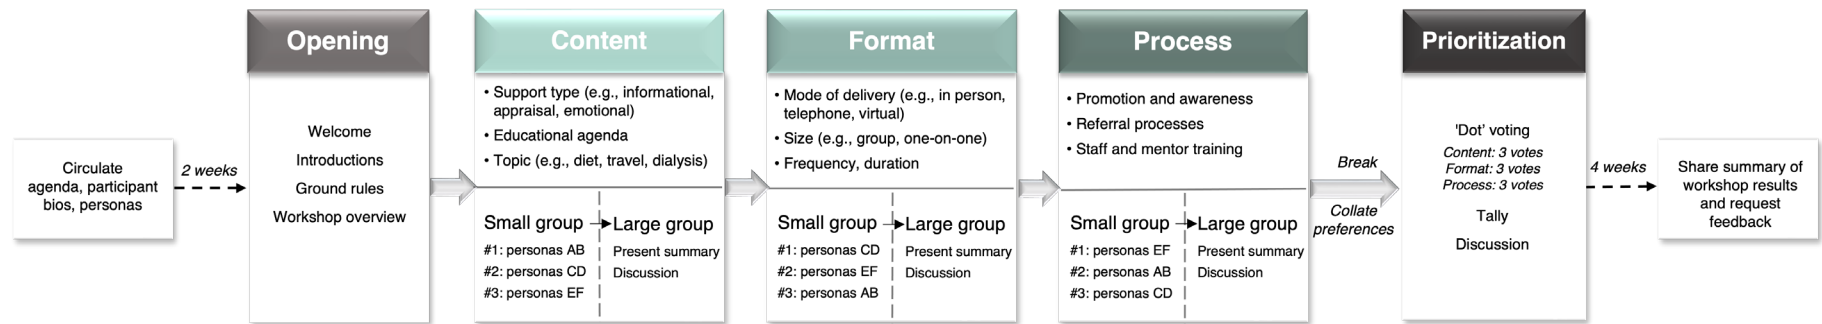 Circulate
agenda, participant
bios, personas
2 weeks
Opening
Welcome
Introductions
Ground rules
Workshop overview
Content
• Support type (e.g., informational,
appraisal, emotional)
• Educational agenda
• Topic (e.g., diet, travel, dialysis)
Small group
#1: personas AB
#2: personas CD
#3: personas EF
Large group
Present summary
Discussion
Format
• Mode of delivery (e.g., in person,
telephone, virtual)
• Size (e.g., group, one-on-one)
• Frequency, duration
Small group
#1: personas CD
#2: personas EF
#3: personas AB
Large group
Present summary
Discussion
Process
• Promotion and awareness
• Referral processes
• Staff and mentor training
Small group
#1: personas EF
#2: personas AB
#3: personas CD
Large group
Present summary
Discussion
Break
Collate
preferences
Prioritization
'Dot’ voting
Content: 3 votes
Format: 3 votes
Process: 3 votes
Tally
Discussion
4 weeks
Share summary of
workshop results
and request
feedback